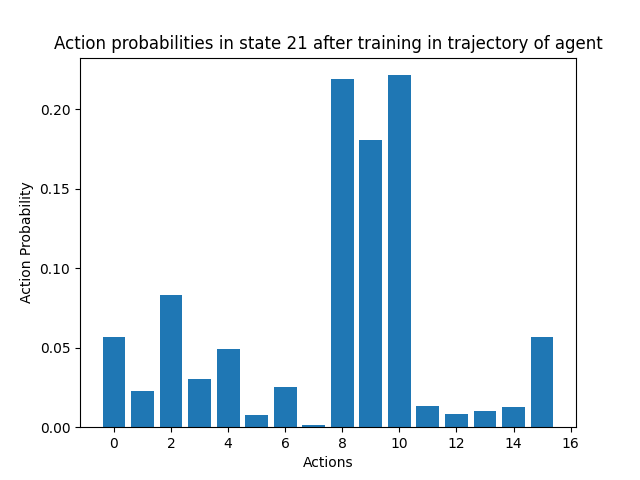 Action probabilities in state 21 after training in trajectory of agent
Action Probability
0.20
0.15
0.10
0.05
0.00
0 2 4 6 8 10 12 14 16
Actions